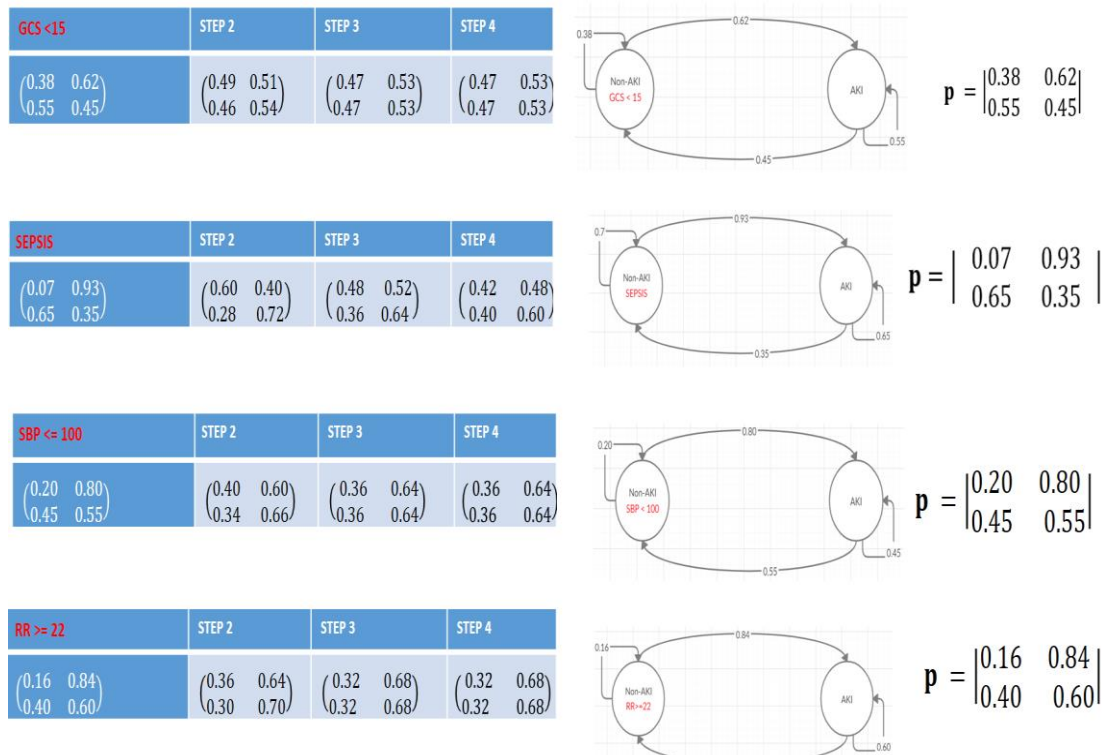 GCS <15 STEP 2 STEP 3 STEP 4
0.38 0.62 0.49 0.51 0.47 0.53 0.47 0.53
0.55 0.45 0.46 0.54 0.47 0.53 0.47 0.53
0.62
0.38
Non-AKI
GCS < 15
AKI
0.55
0.45
p = |0.38 0.62|
|0.55 0.45|
SEPSIS STEP 2 STEP 3 STEP 4
0.07 0.93 0.60 0.40 0.48 0.52 0.42 0.48
0.65 0.35 0.28 0.72 0.36 0.64 0.40 0.60
0.93
0.7
Non-AKI
SEPSIS
AKI
0.65
0.35
p = | 0.07 0.93 |
| 0.65 0.35 |
SBP <= 100 STEP 2 STEP 3 STEP 4
0.20 0.80 0.40 0.60 0.36 0.64 0.36 0.64
0.45 0.55 0.34 0.66 0.36 0.64 0.36 0.64
0.80
0.20
Non-AKI
SBP < 100
AKI
0.45
0.55
p = |0.20 0.80|
|0.45 0.55|
RR >= 22 STEP 2 STEP 3 STEP 4
0.16 0.84 0.36 0.64 0.32 0.68 0.32 0.68
0.40 0.60 0.30 0.70 0.32 0.68 0.32 0.68
0.84
0.16
Non-AKI
RR>=22
AKI
0.60
p = |0.16 0.84|
|0.40 0.60|